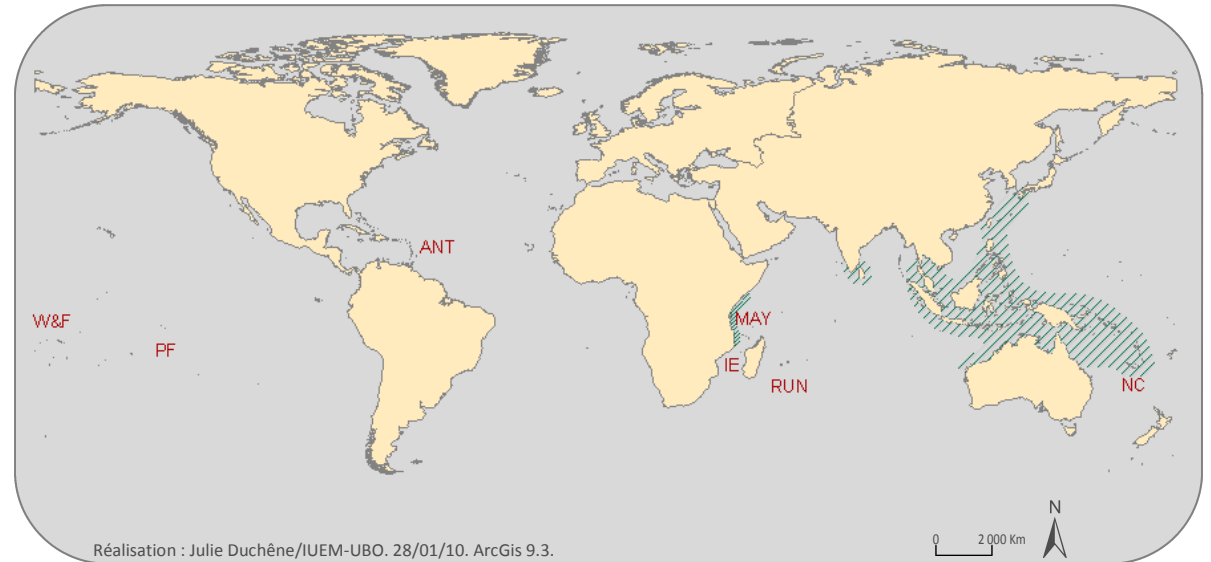 ANT
W&F
MAY
PF
IE
RUN
NC
N
0 2 000 Km
Réalisation : Julie Duchêne/IUEM-UBO. 28/01/10. ArcGis 9.3.